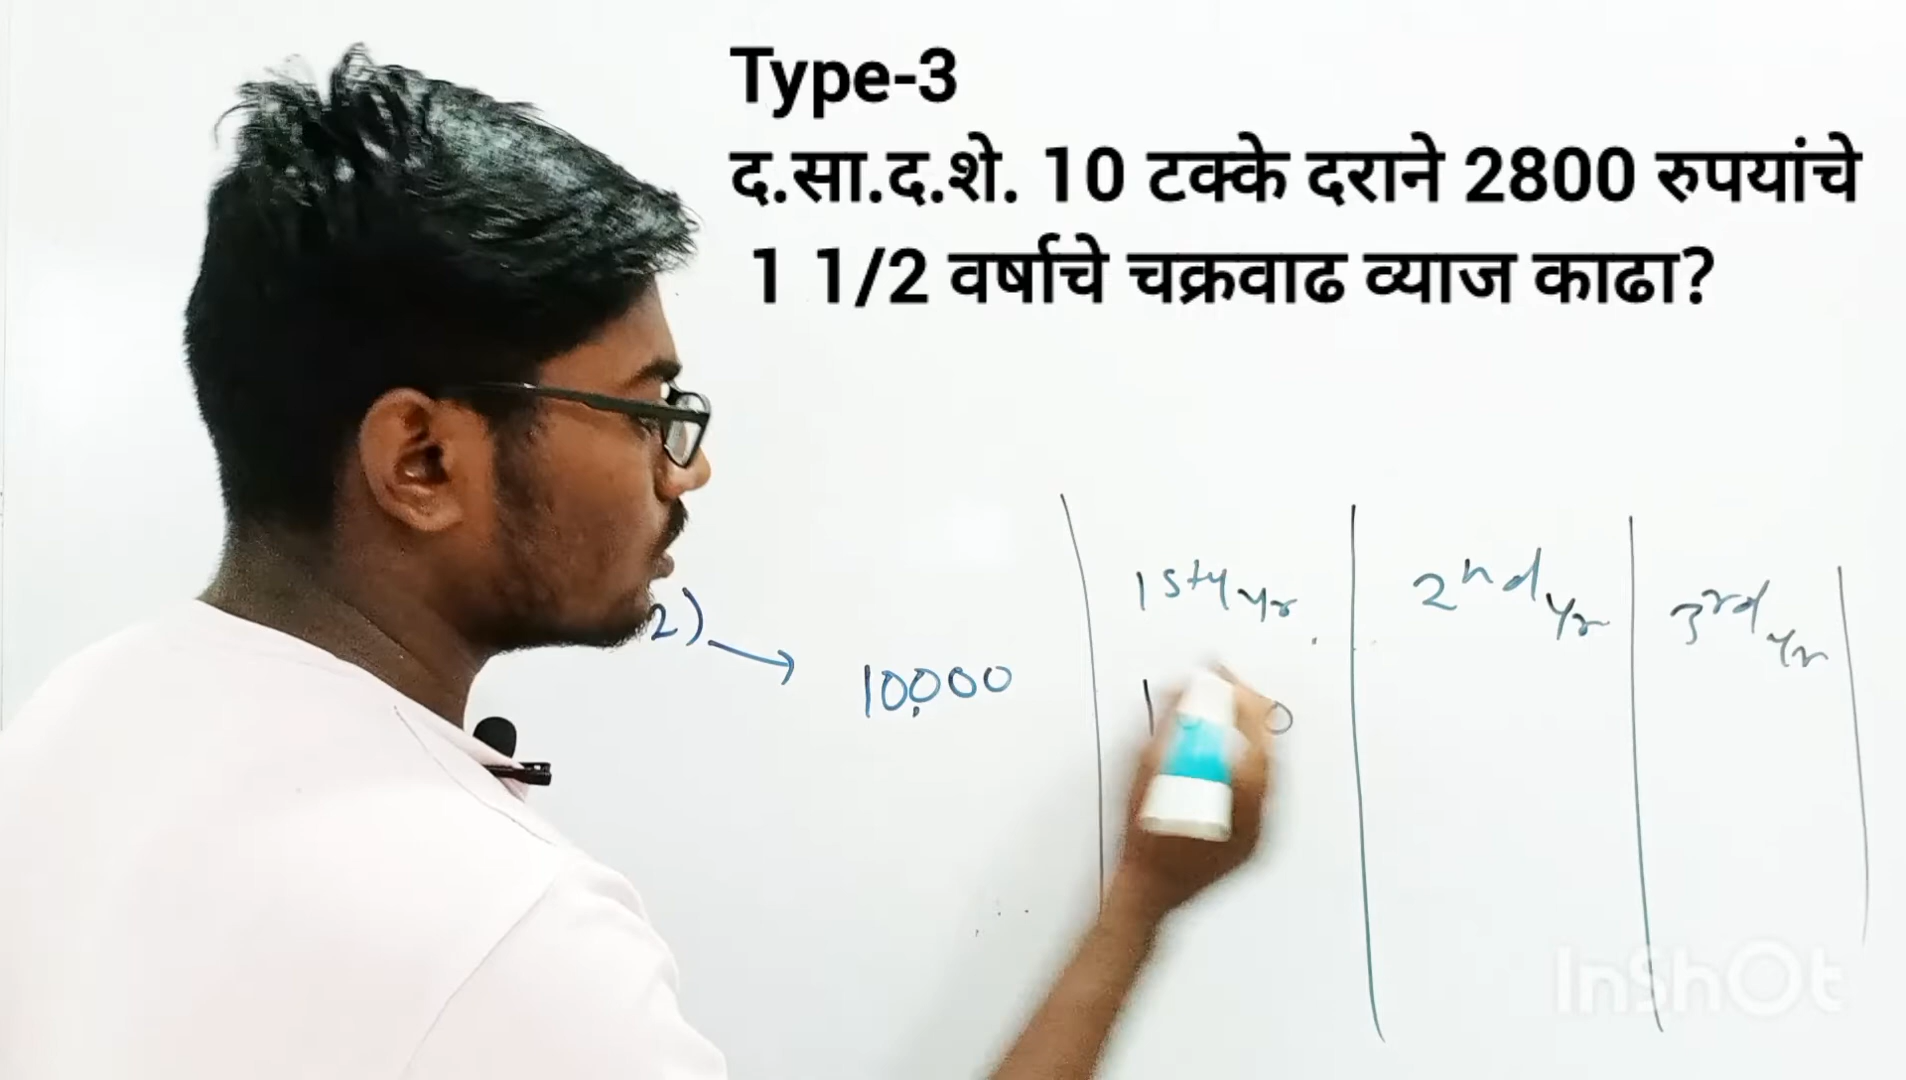 Type-3
द.सा.द.शे. 10 टक्के दराने 2800 रुपयांचे
1 1/2 वर्षाचे चक्रवाढ व्याज काढा?
1st yr. 2nd yr 3rd yr
2) → 10,000
InShOt